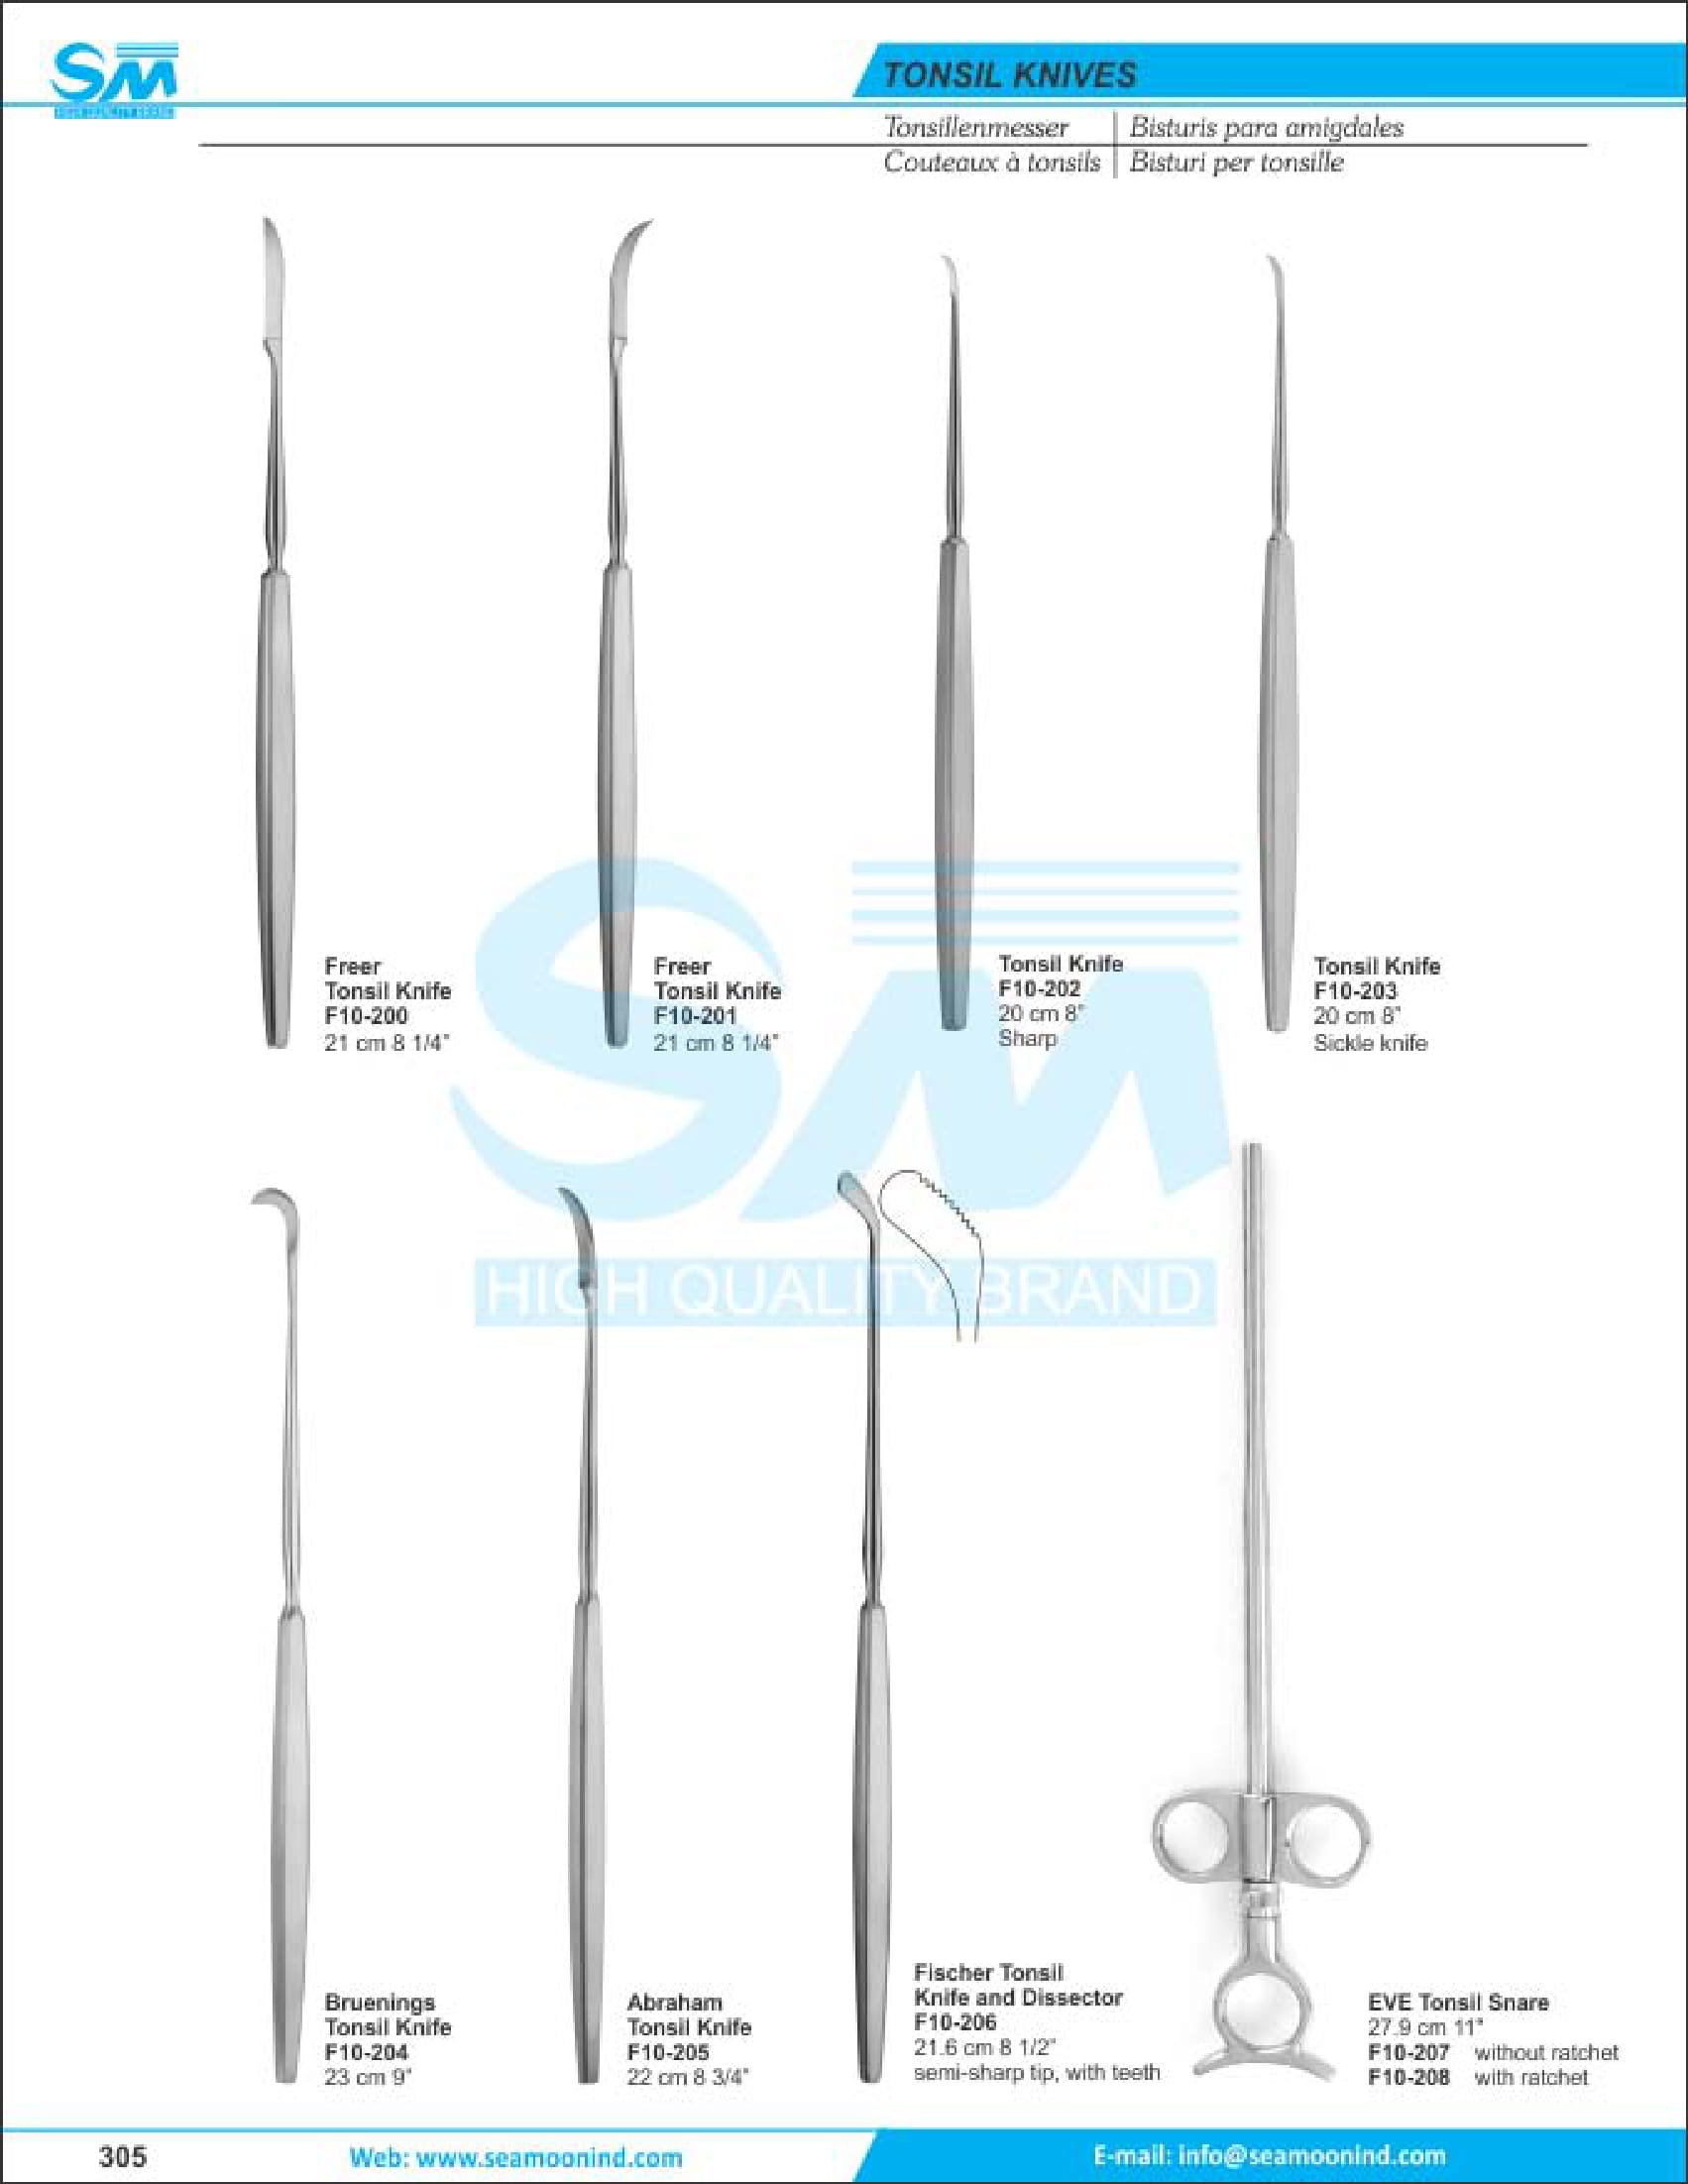 SM
TONSIL KNIVES
Tonsillenmesser
Bisturis para amigdales
Couteaux à tonsils
Bisturi per tonsille
Freer
Tonsil Knife
F10-200
21 cm 8 1/4"
Freer
Tonsil Knife
F10-201
21 cm 8 1/4"
Tonsil Knife
F10-202
20 cm 8"
Sharp
Tonsil Knife
F10-203
20 cm 8"
Sickle knife
SM
HIGH QUALITY BRAND
Bruenings
Tonsil Knife
F10-204
23 cm 9"
Abraham
Tonsil Knife
F10-205
22 cm 8 3/4"
Fischer Tonsil
Knife and Dissector
F10-206
21.6 cm 8 1/2"
semi-sharp tip, with teeth
EVE Tonsil Snare
27.9 cm 11"
F10-207 without ratchet
F10-208 with ratchet
305
Web: www.seamoonind.com
E-mail: info@seamoonind.com